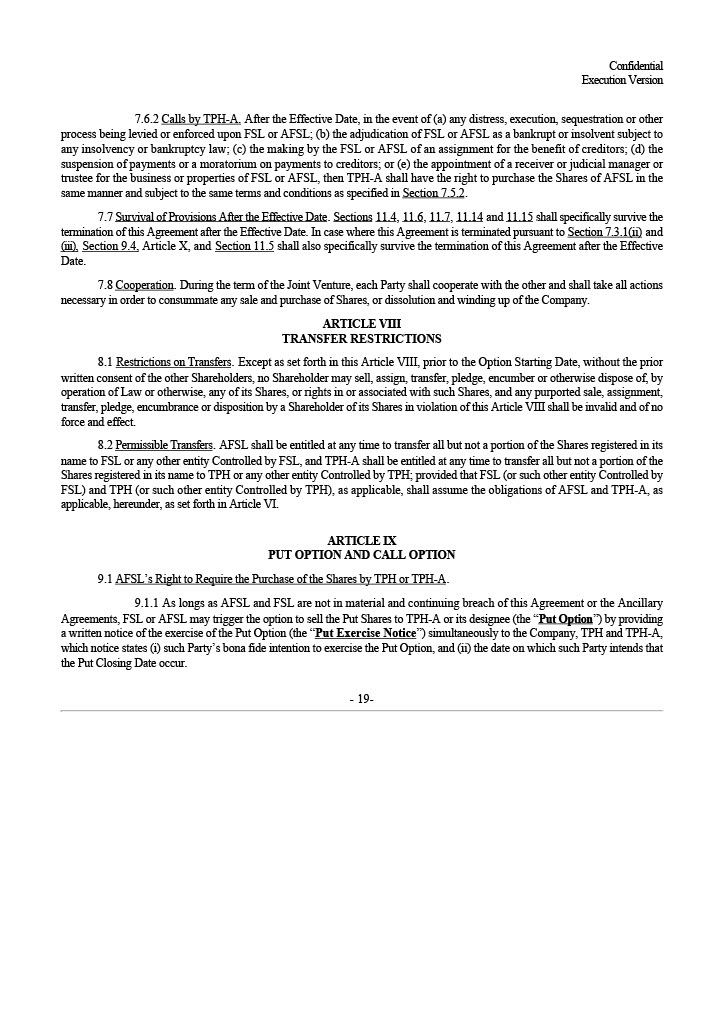 Confidential
Execution Version
7.6.2 Calls by TPH-A. After the Effective Date, in the event of (a) any distress, execution, sequestration or other
process being levied or enforced upon FSL or AFSL; (b) the adjudication of FSL or AFSL as a bankrupt or insolvent subject to
any insolvency or bankruptcy law; (c) the making by the FSL or AFSL of an assignment for the benefit of creditors; (d) the
suspension of payments or a moratorium on payments to creditors; or (e) the appointment of a receiver or judicial manager or
trustee for the business or properties of FSL or AFSL, then TPH-A shall have the right to purchase the Shares of AFSL in the
same manner and subject to the same terms and conditions as specified in Section 7.5.2.
7.7 Survival of Provisions After the Effective Date. Sections 11.4, 11.6, 11.7, 11.14 and 11.15 shall specifically survive the
termination of this Agreement after the Effective Date. In case where this Agreement is terminated pursuant to Section 7.3.1(ii) and
(iii), Section 9.4, Article X, and Section 11.5 shall also specifically survive the termination of this Agreement after the Effective
Date.
7.8 Cooperation. During the term of the Joint Venture, each Party shall cooperate with the other and shall take all actions
necessary in order to consummate any sale and purchase of Shares, or dissolution and winding up of the Company.
ARTICLE VIII
TRANSFER RESTRICTIONS
8.1 Restrictions on Transfers. Except as set forth in this Article VIII, prior to the Option Starting Date, without the prior
written consent of the other Shareholders, no Shareholder may sell, assign, transfer, pledge, encumber or otherwise dispose of, by
operation of Law or otherwise, any of its Shares, or rights in or associated with such Shares, and any purported sale, assignment,
transfer, pledge, encumbrance or disposition by a Shareholder of its Shares in violation of this Article VIII shall be invalid and of no
force and effect.
8.2 Permissible Transfers. AFSL shall be entitled at any time to transfer all but not a portion of the Shares registered in its
name to FSL or any other entity Controlled by FSL, and TPH-A shall be entitled at any time to transfer all but not a portion of the
Shares registered in its name to TPH or any other entity Controlled by TPH; provided that FSL (or such other entity Controlled by
FSL) and TPH (or such other entity Controlled by TPH), as applicable, shall assume the obligations of AFSL and TPH-A, as
applicable, hereunder, as set forth in Article VI.
ARTICLE IX
PUT OPTION AND CALL OPTION
9.1 AFSL’s Right to Require the Purchase of the Shares by TPH or TPH-A.
9.1.1 As longs as AFSL and FSL are not in material and continuing breach of this Agreement or the Ancillary
Agreements, FSL or AFSL may trigger the option to sell the Put Shares to TPH-A or its designee (the “Put Option”) by providing
a written notice of the exercise of the Put Option (the “Put Exercise Notice”) simultaneously to the Company, TPH and TPH-A,
which notice states (i) such Party’s bona fide intention to exercise the Put Option, and (ii) the date on which such Party intends that
the Put Closing Date occur.
- 19-